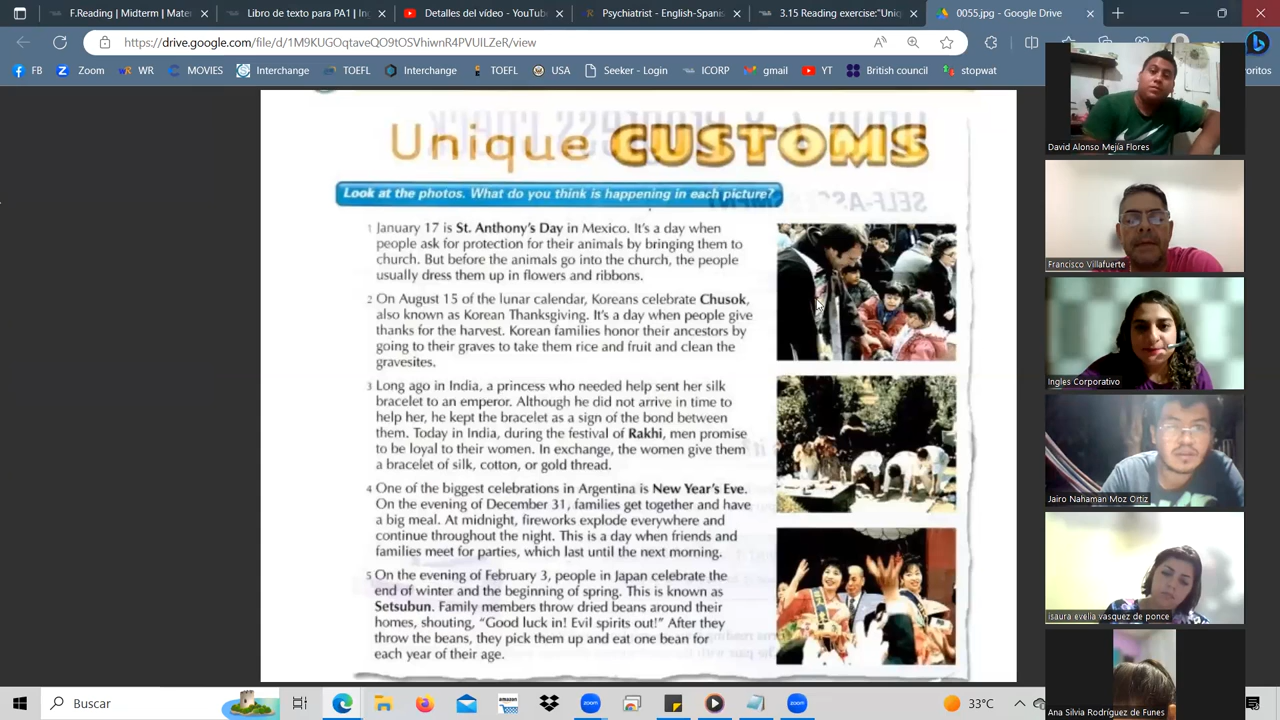 F.Reading | Midterm | Mate
Libro de texto para PA1 | In
Detalles del vídeo - YouTub
Psychiatrist - English-Spanis
3.15 Reading exercise:"Uniq
0055.jpg - Google Drive
https://drive.google.com/file/d/1M9KUGOqtaveQO9tOSVhiwnR4PVUILZeR/view
FB
Zoom
WR
MOVIES
Interchange
TOEFL
Interchange
TOEFL
USA
Seeker - Login
ICORP
gmail
YT
British council
stopwat
oritos
Unique CUSTOMS
Look at the photos. What do you think is happening in each picture?
1 January 17 is St. Anthony's Day in Mexico. It's a day when
people ask for protection for their animals by bringing them to
church. But before the animals go into the church, the people
usually dress them up in flowers and ribbons.
2 On August 15 of the lunar calendar, Koreans celebrate Chusok,
also known as Korean Thanksgiving. It's a day when people give
thanks for the harvest. Korean families honor their ancestors by
going to their graves to take them rice and fruit and clean the
gravesites.
3 Long ago in India, a princess who needed help sent her silk
bracelet to an emperor. Although he did not arrive in time to
help her, he kept the bracelet as a sign of the bond between
them. Today in India, during the festival of Rakhi, men promise
to be loyal to their women. In exchange, the women give them
a bracelet of silk, cotton, or gold thread.
4 One of the biggest celebrations in Argentina is New Year's Eve.
On the evening of December 31, families get together and have
a big meal. At midnight, fireworks explode everywhere and
continue throughout the night. This is a day when friends and
families meet for parties, which last until the next morning.
5 On the evening of February 3, people in Japan celebrate the
end of winter and the beginning of spring. This is known as
Setsubun. Family members throw dried beans around their
homes, shouting, "Good luck in! Evil spirits out!" After they
throw the beans, they pick them up and eat one bean for
each year of their age.
David Alonso Mejía Flores
Francisco Villafuerte
Ingles Corporativo
Jairo Nahaman Moz Ortiz
isaura evelia vasquez de ponce
Ana Silvia Rodríguez de Funes
Buscar
33°C